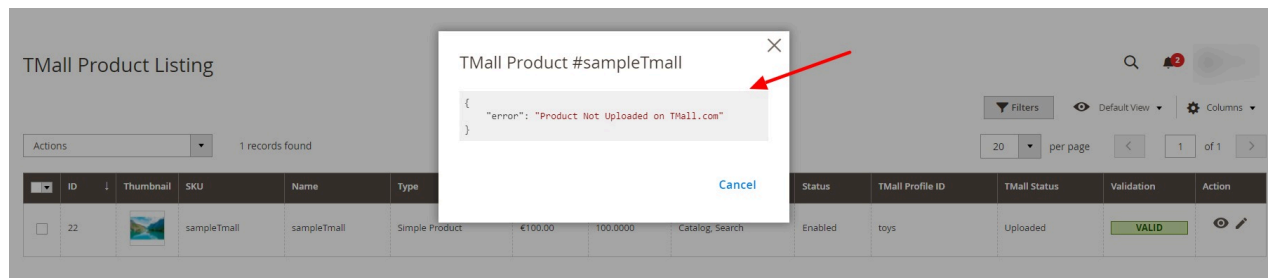 TMall Product Listing
2
TMall Product #sampleTmall
{
"error": "Product Not Uploaded on TMall.com"
}
Cancel
Filters Default View Columns
Actions 1 records found 20 per page 1 of 1
ID ↓ Thumbnail SKU Name Type Status TMall Profile ID TMall Status Validation Action
22 sampleTmall sampleTmall Simple Product €100.00 100.0000 Catalog, Search Enabled toys Uploaded VALID